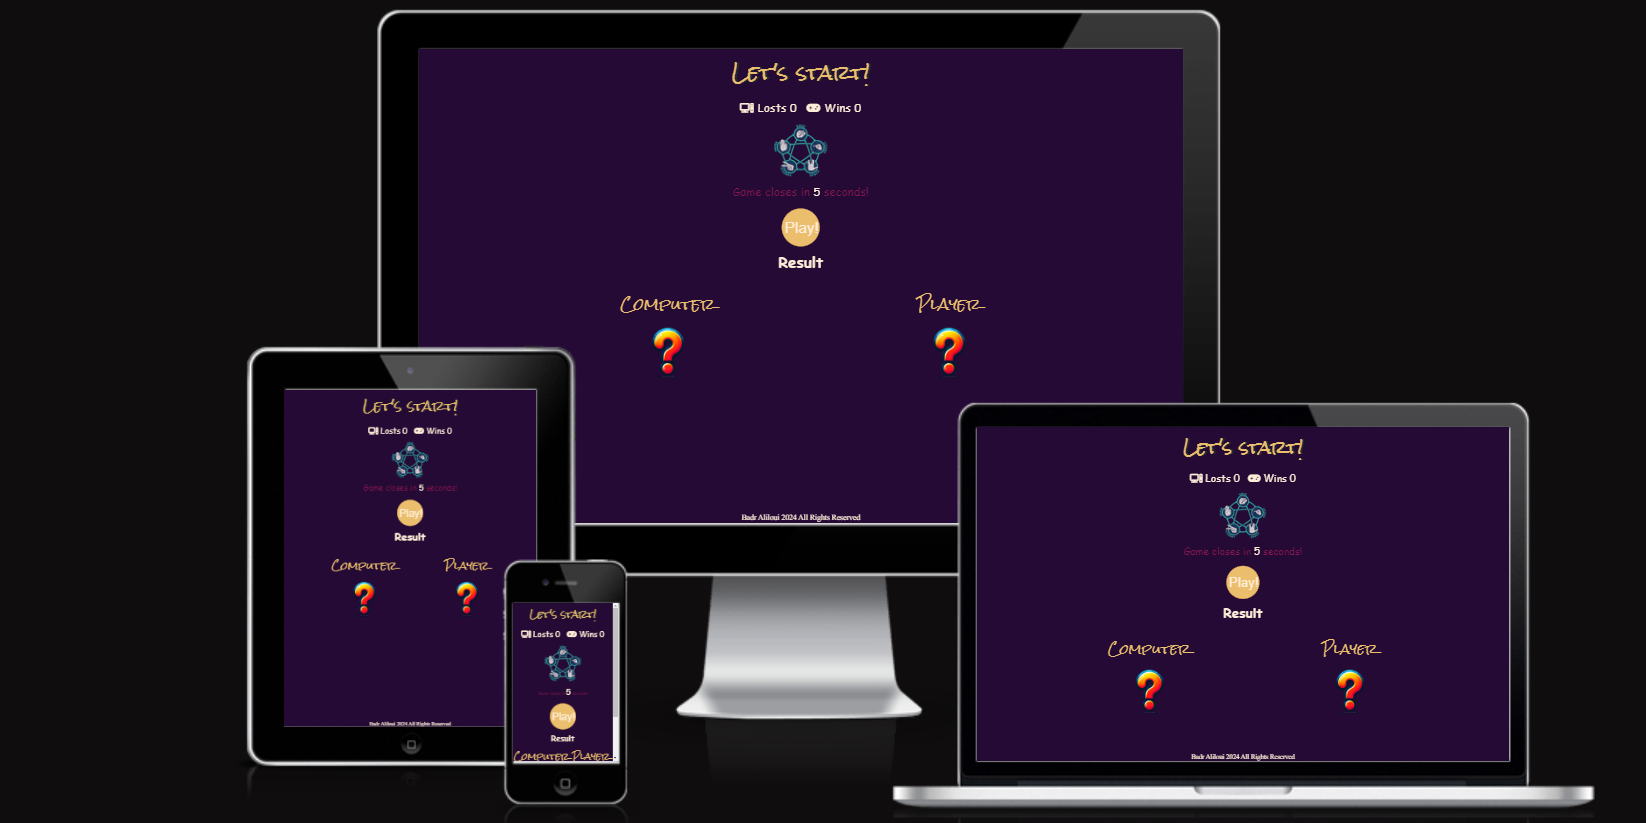 Let's start!
Losts 0 Wins 0
Game closes in 5 seconds!
Play!
Result
Computer Player
Badr Aliloui 2024 All Rights Reserved
Let's start!
Losts 0 Wins 0
Game closes in 5 seconds!
Play!
Result
Computer Player
Badr Aliloui 2024 All Rights Reserved
Let's start!
Losts 0 Wins 0
5
Play!
Result
Computer Player
Let's start!
Losts 0 Wins 0
Game closes in 5 seconds!
Play!
Result
Computer Player
Badr Aliloui 2024 All Rights Reserved